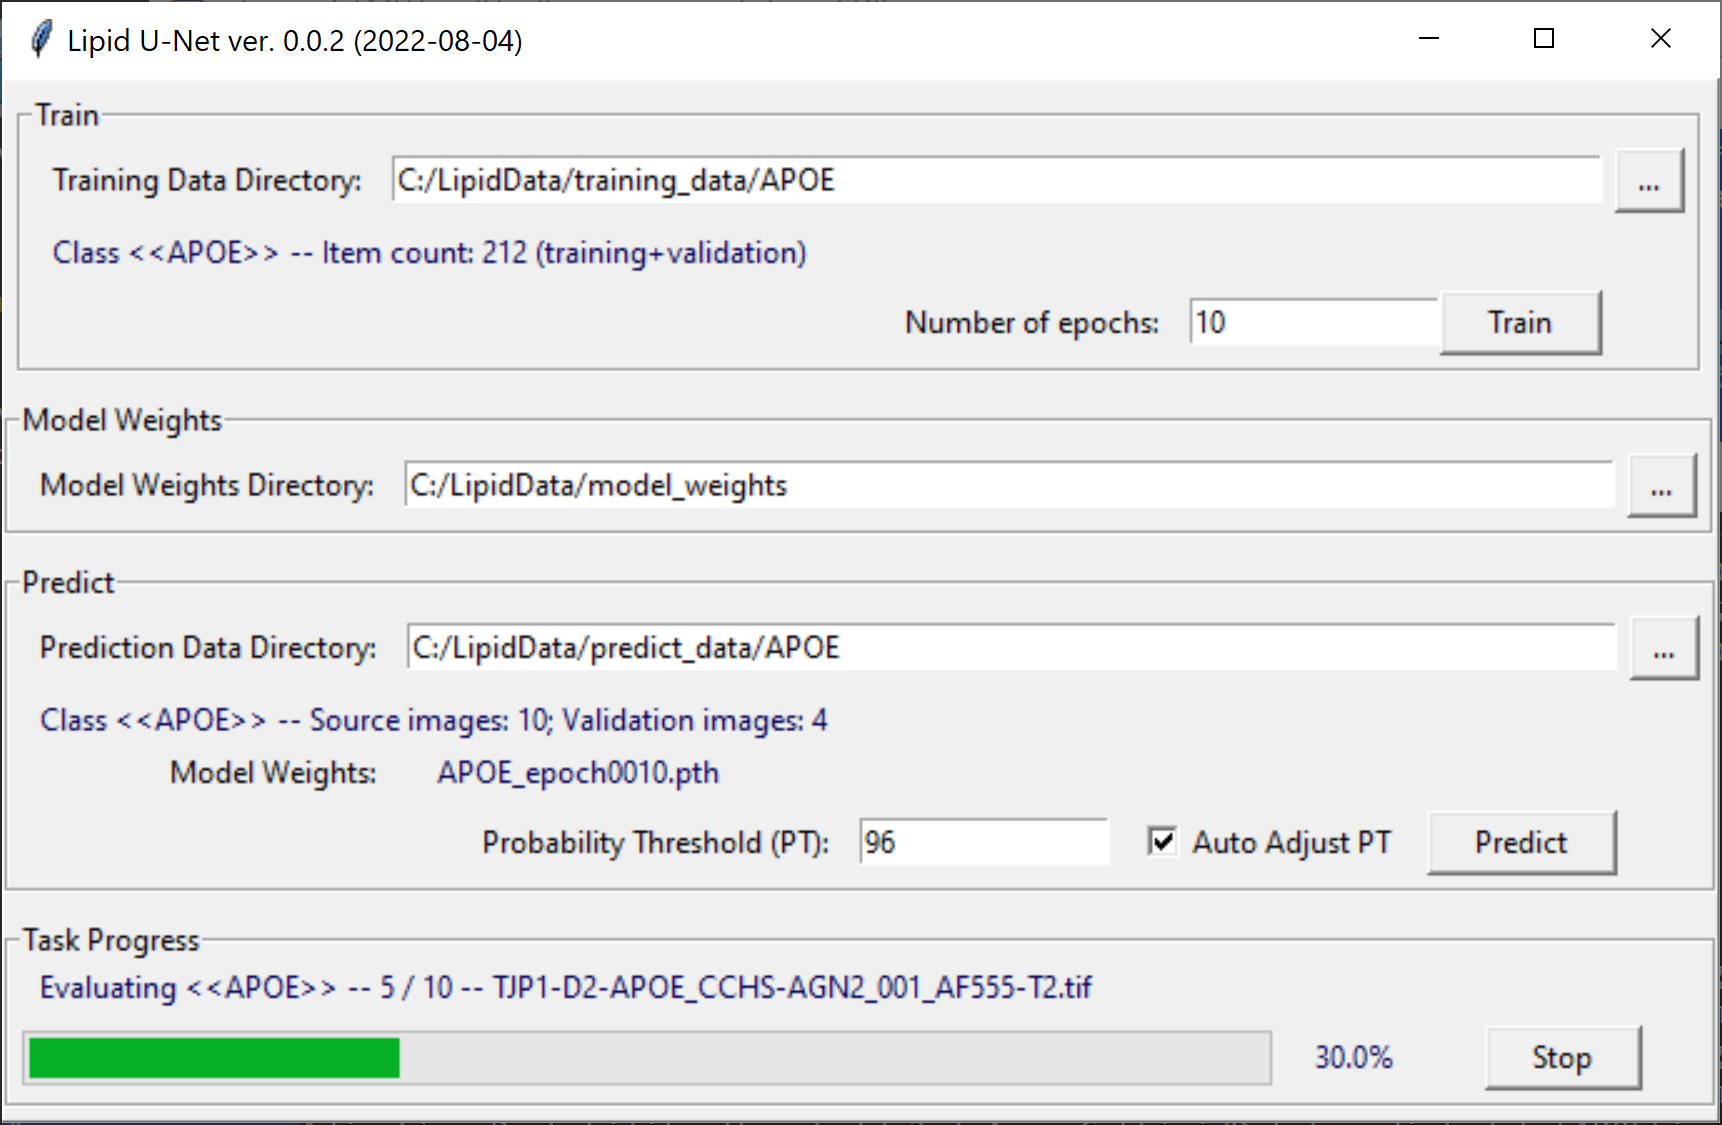 Lipid U-Net ver. 0.0.2 (2022-08-04)
Train
Training Data Directory: C:/LipidData/training_data/APOE ...
Class <<APOE>> -- Item count: 212 (training+validation)
Number of epochs: 10 Train
Model Weights
Model Weights Directory: C:/LipidData/model_weights ...
Predict
Prediction Data Directory: C:/LipidData/predict_data/APOE ...
Class <<APOE>> -- Source images: 10; Validation images: 4
Model Weights: APOE_epoch0010.pth
Probability Threshold (PT): 96 Auto Adjust PT Predict
Task Progress
Evaluating <<APOE>> -- 5 / 10 -- TJP1-D2-APOE_CCHS-AGN2_001_AF555-T2.tif
30.0% Stop